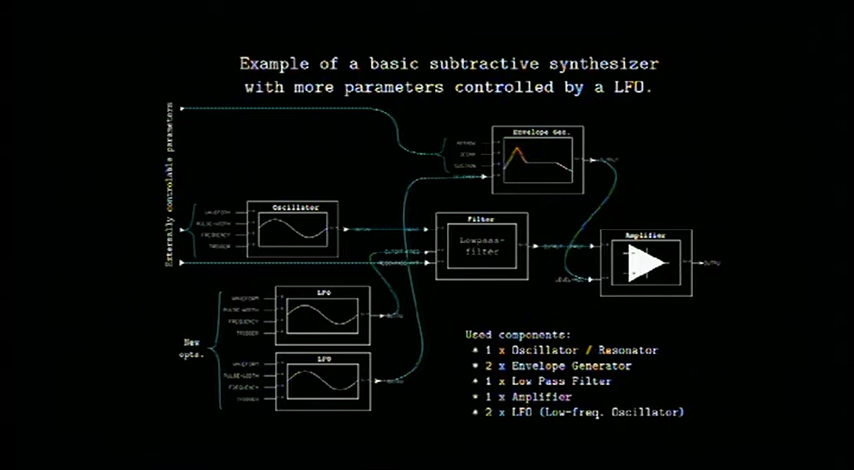 Example of a basic subtractive synthesizer
with more parameters controlled by a LFO.
Externally controlable parameters
Envelope Gen.
ATTACK
DECAY
SUSTAIN
RELEASE
OUTPUT
Oscillator
WAVEFORM
PULSE-WIDTH
FREQUENCY
TRIGGER
Filter
Lowpass-
filter
Amplifier
LFO
WAVEFORM
PULSE-WIDTH
FREQUENCY
TRIGGER
New
opts.
LFO
WAVEFORM
PULSE-WIDTH
FREQUENCY
TRIGGER
Used components:
* 1 x Oscillator / Resonator
* 2 x Envelope Generator
* 1 x Low Pass Filter
* 1 x Amplifier
* 2 x LFO (Low-freq. Oscillator)